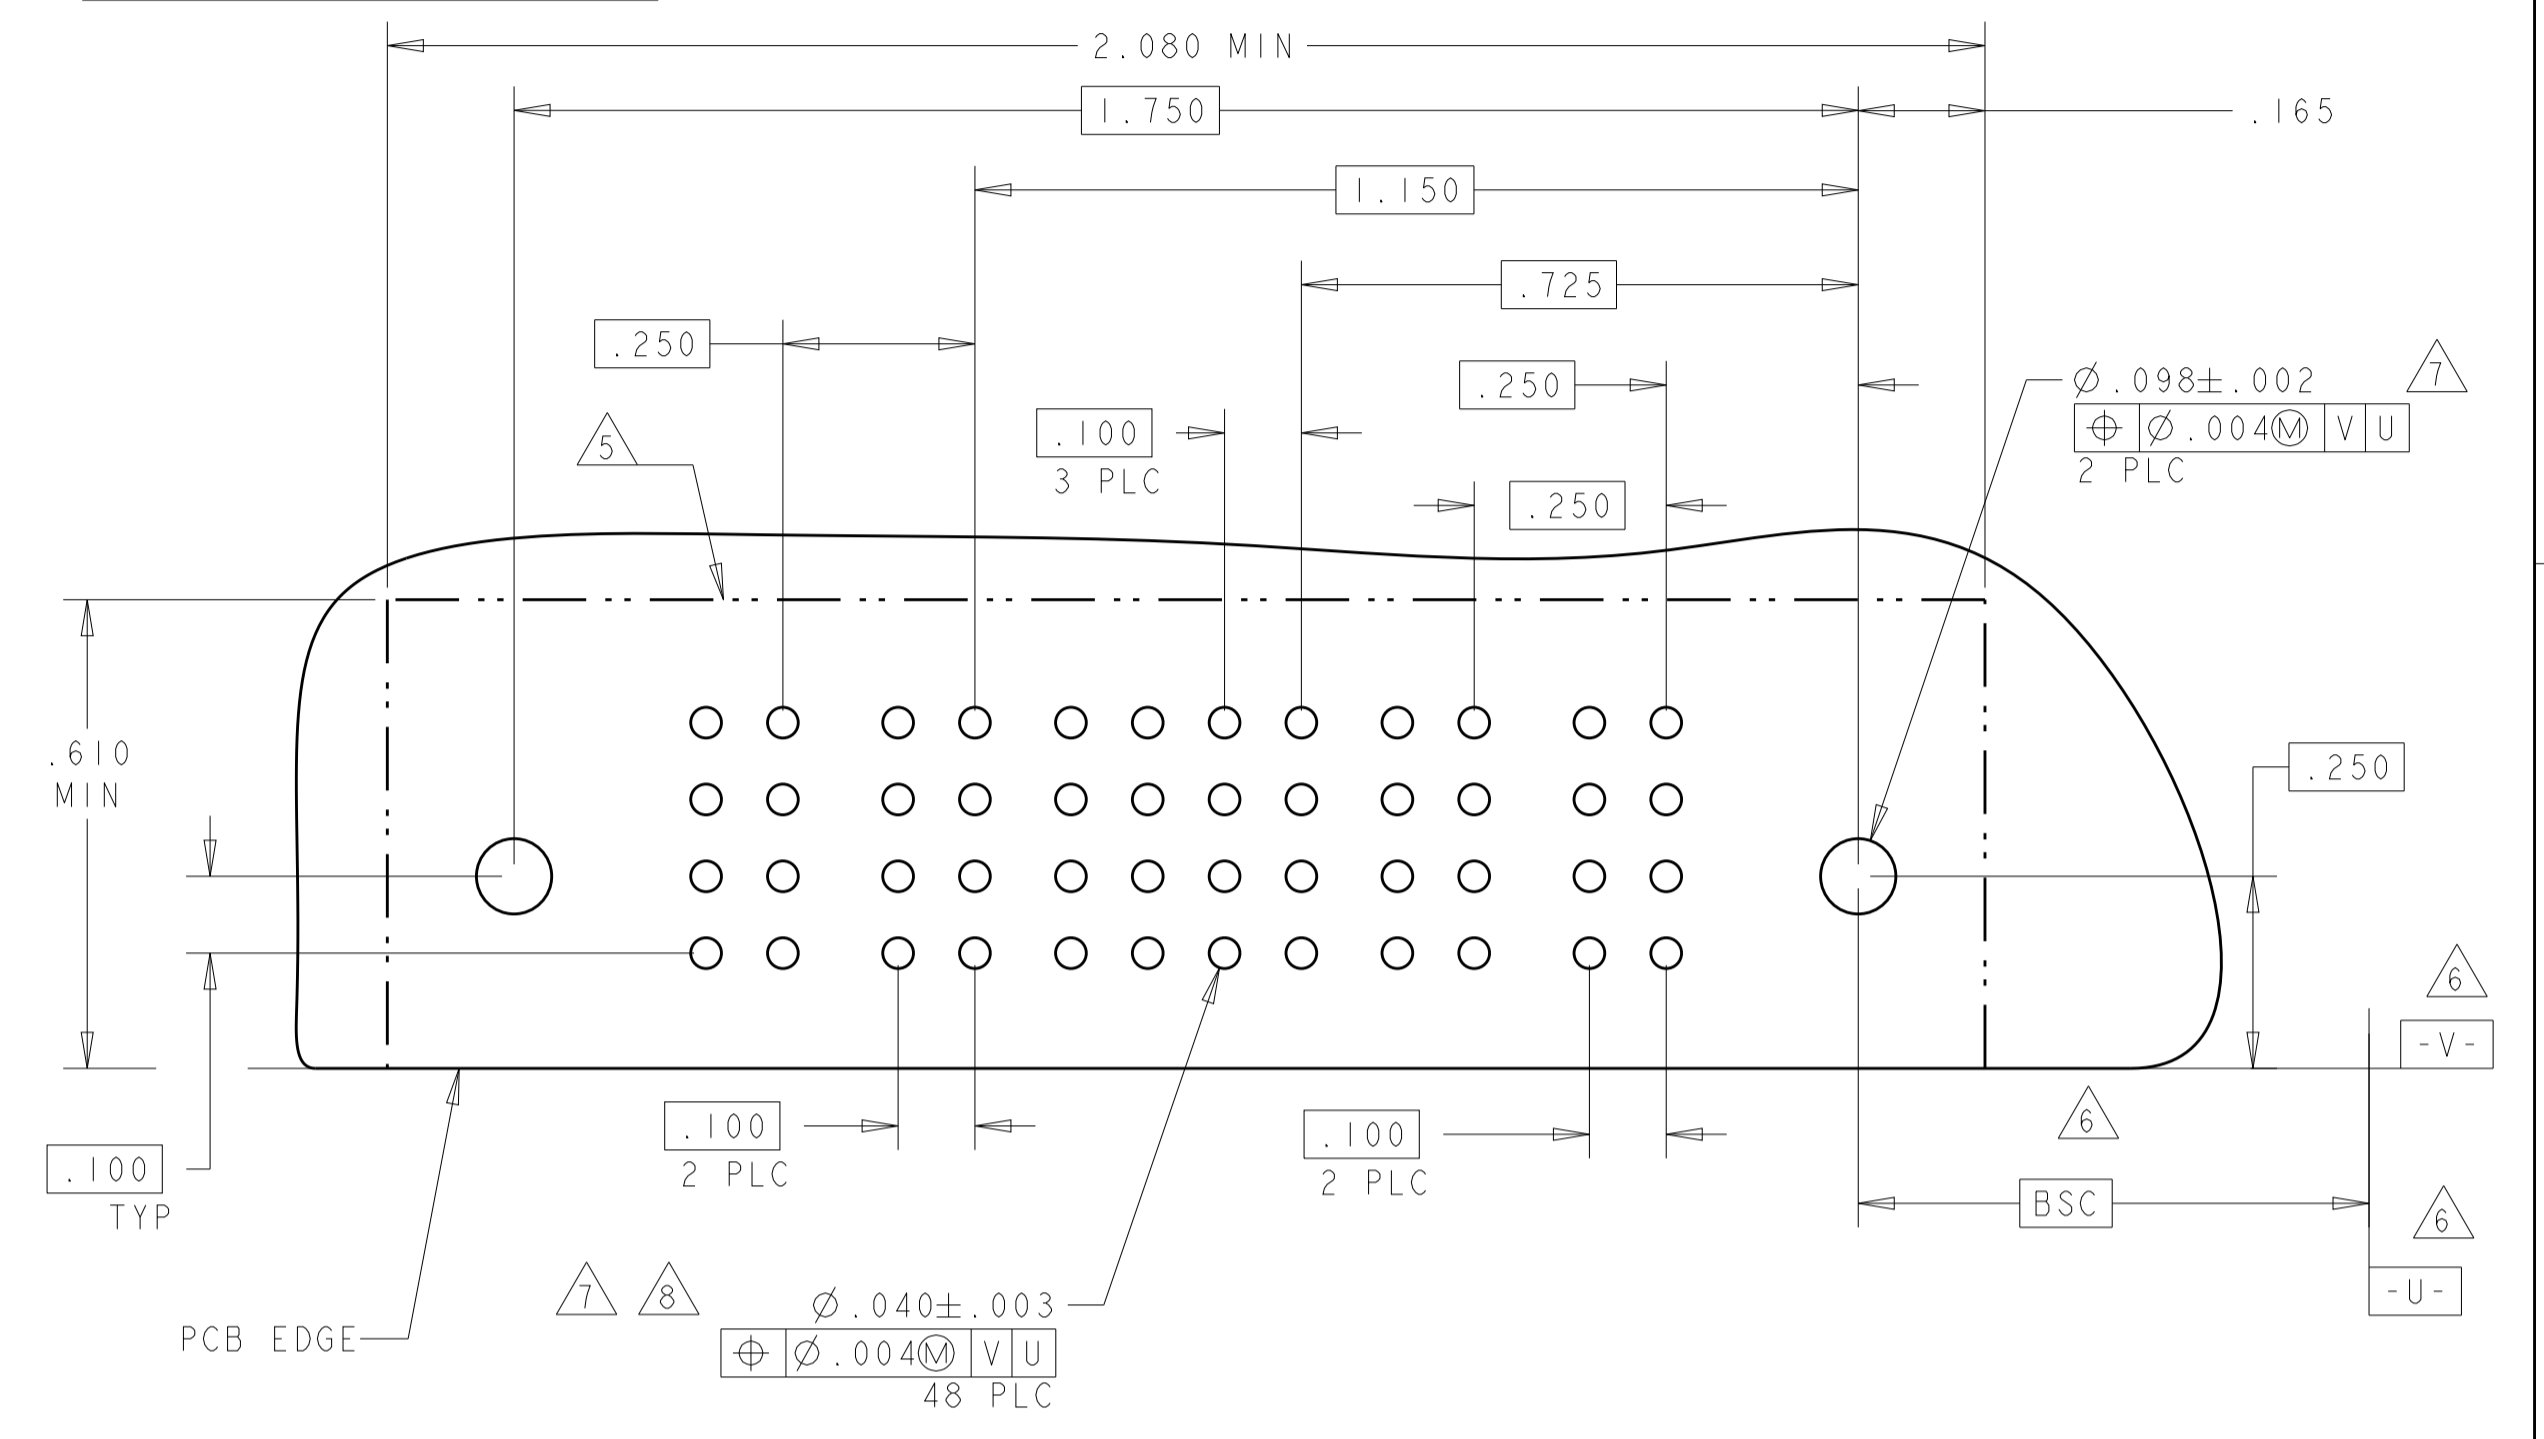 2.080 MIN
1.750
.165
1.150
.725
.250
.250
⌀.098±.002
7
⌖ ⌀.004Ⓜ V U
2 PLC
5
.100
3 PLC
.250
.610
MIN
.250
6
-V-
.100
TYP
.100
2 PLC
.100
2 PLC
6
BSC
6
-U-
7 8
⌀.040±.003
⌖ ⌀.004Ⓜ V U
48 PLC
PCB EDGE